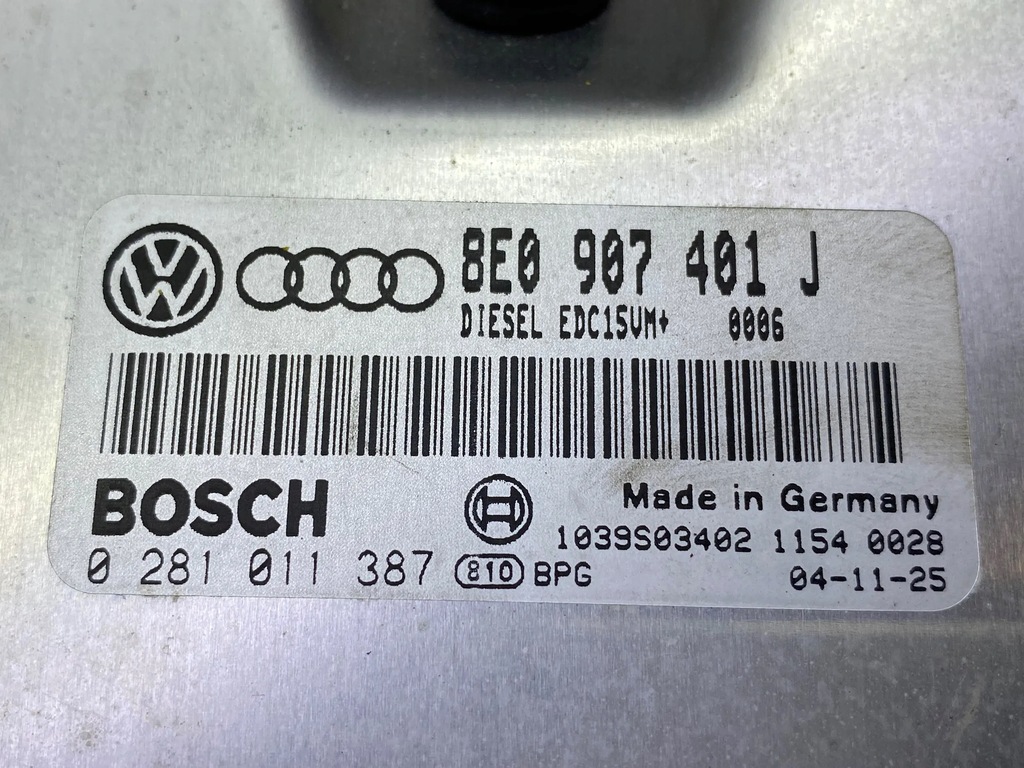 8E0 907 401 J
DIESEL EDC15VM+ 0006
BOSCH
Made in Germany
1039S03402 1154 0028
0 281 011 387 810 BPG 04-11-25